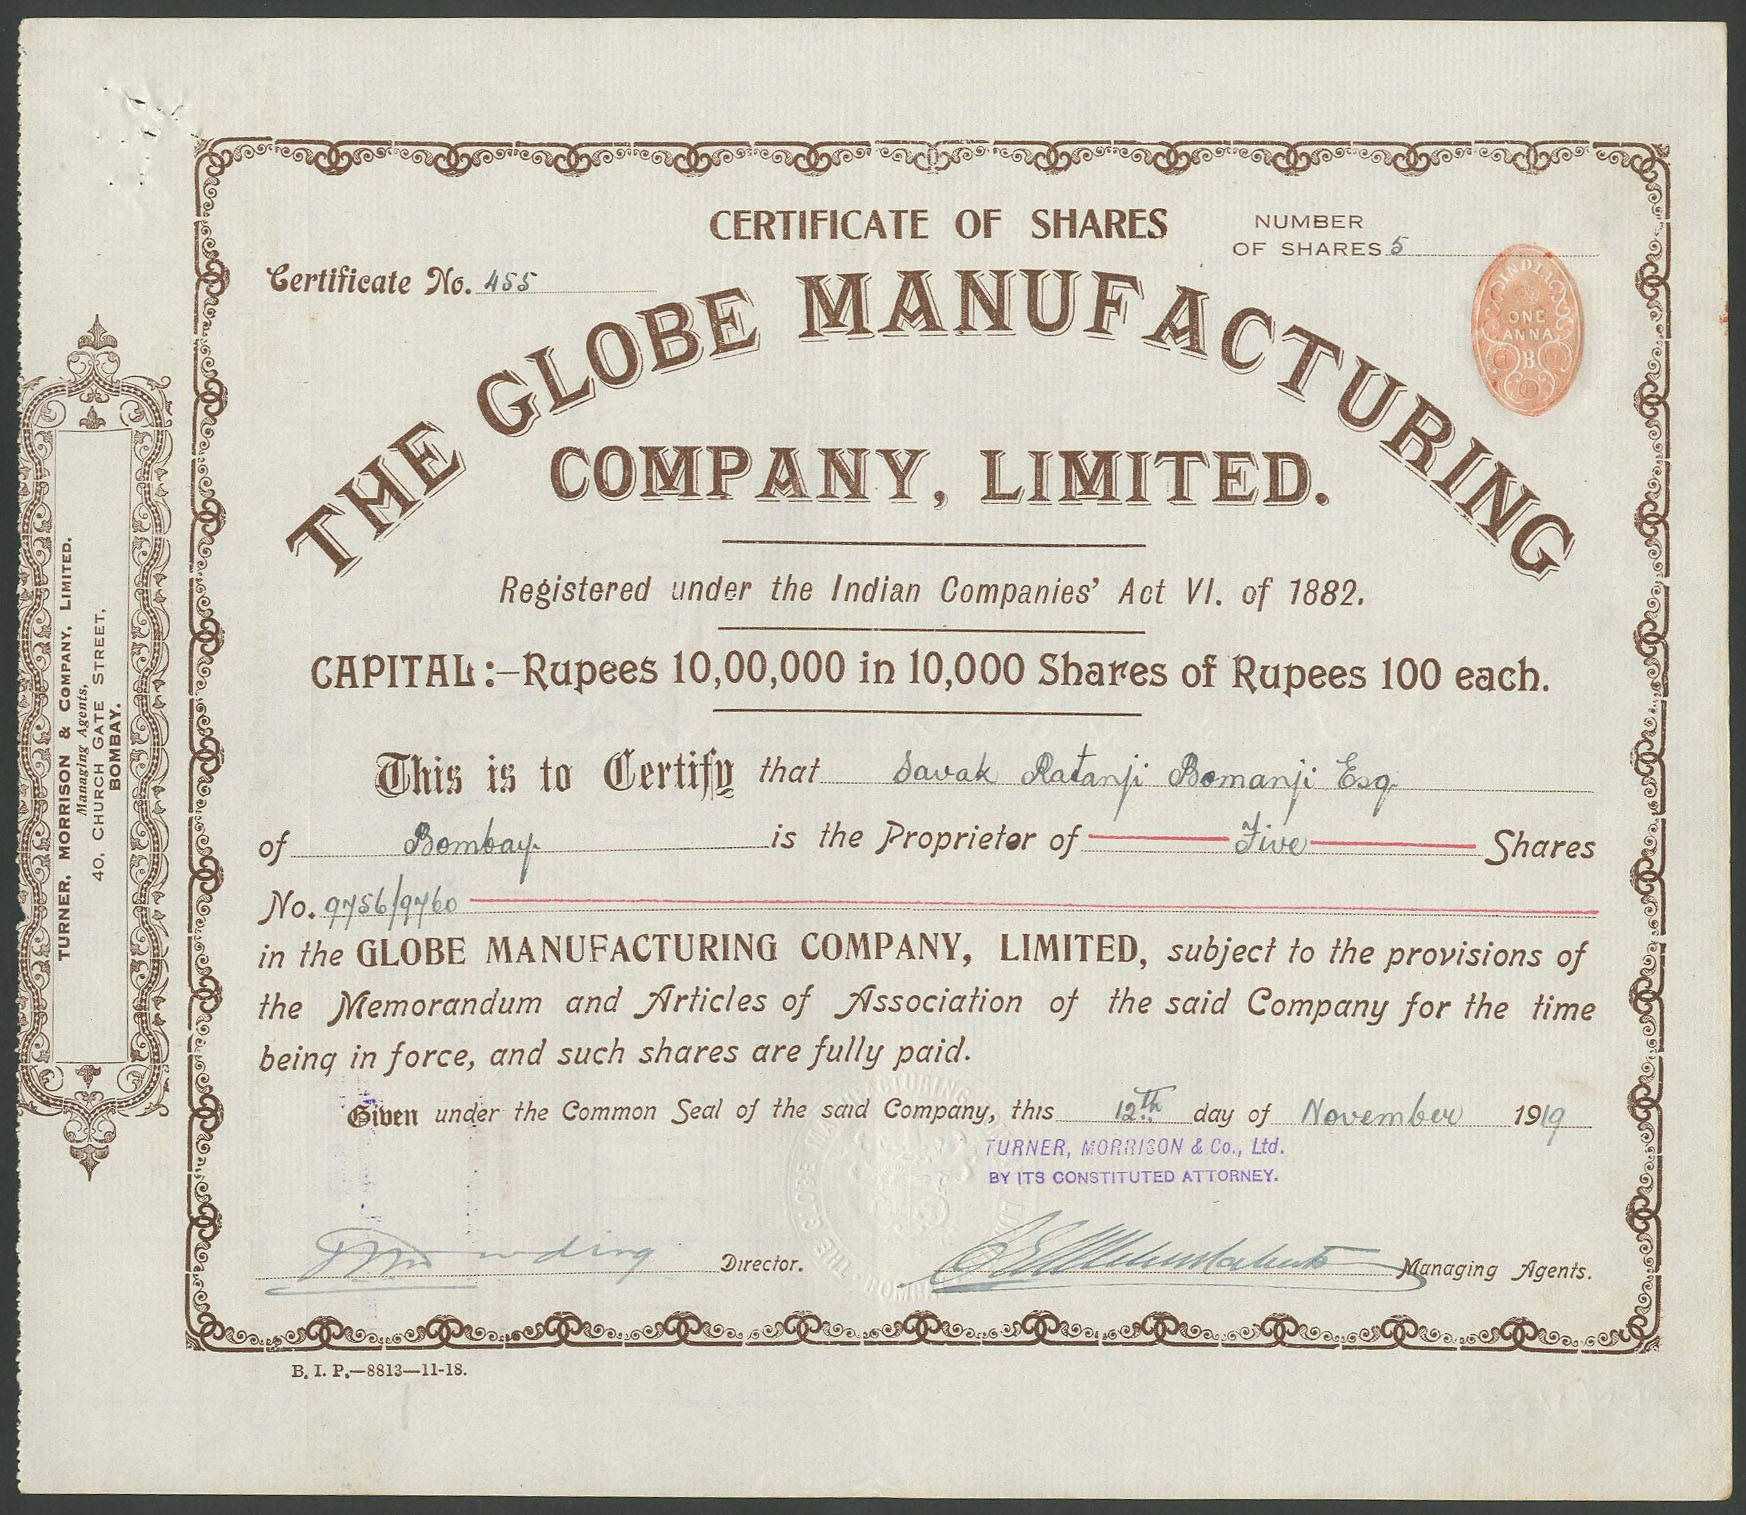 CERTIFICATE OF SHARES
NUMBER
OF SHARES 5
Certificate No. 455
INDIA
ONE
ANNA
B
THE GLOBE MANUFACTURING
COMPANY, LIMITED.
Registered under the Indian Companies' Act VI. of 1882.
CAPITAL:—Rupees 10,00,000 in 10,000 Shares of Rupees 100 each.
This is to Certify that Savak Ratanji Bomanji Esq.
of Bombay. is the Proprietor of Five Shares
No. 9756/9760
in the GLOBE MANUFACTURING COMPANY, LIMITED, subject to the provisions of
the Memorandum and Articles of Association of the said Company for the time
being in force, and such shares are fully paid.
Given under the Common Seal of the said Company, this 12th day of November 1919
TURNER, MORRISON & Co., Ltd.
BY ITS CONSTITUTED ATTORNEY.
Director.
Managing Agents.
B. I. P.—8813—11-18.
TURNER, MORRISON & COMPANY, LIMITED.
Managing Agents,
40, CHURCH GATE STREET.
BOMBAY.